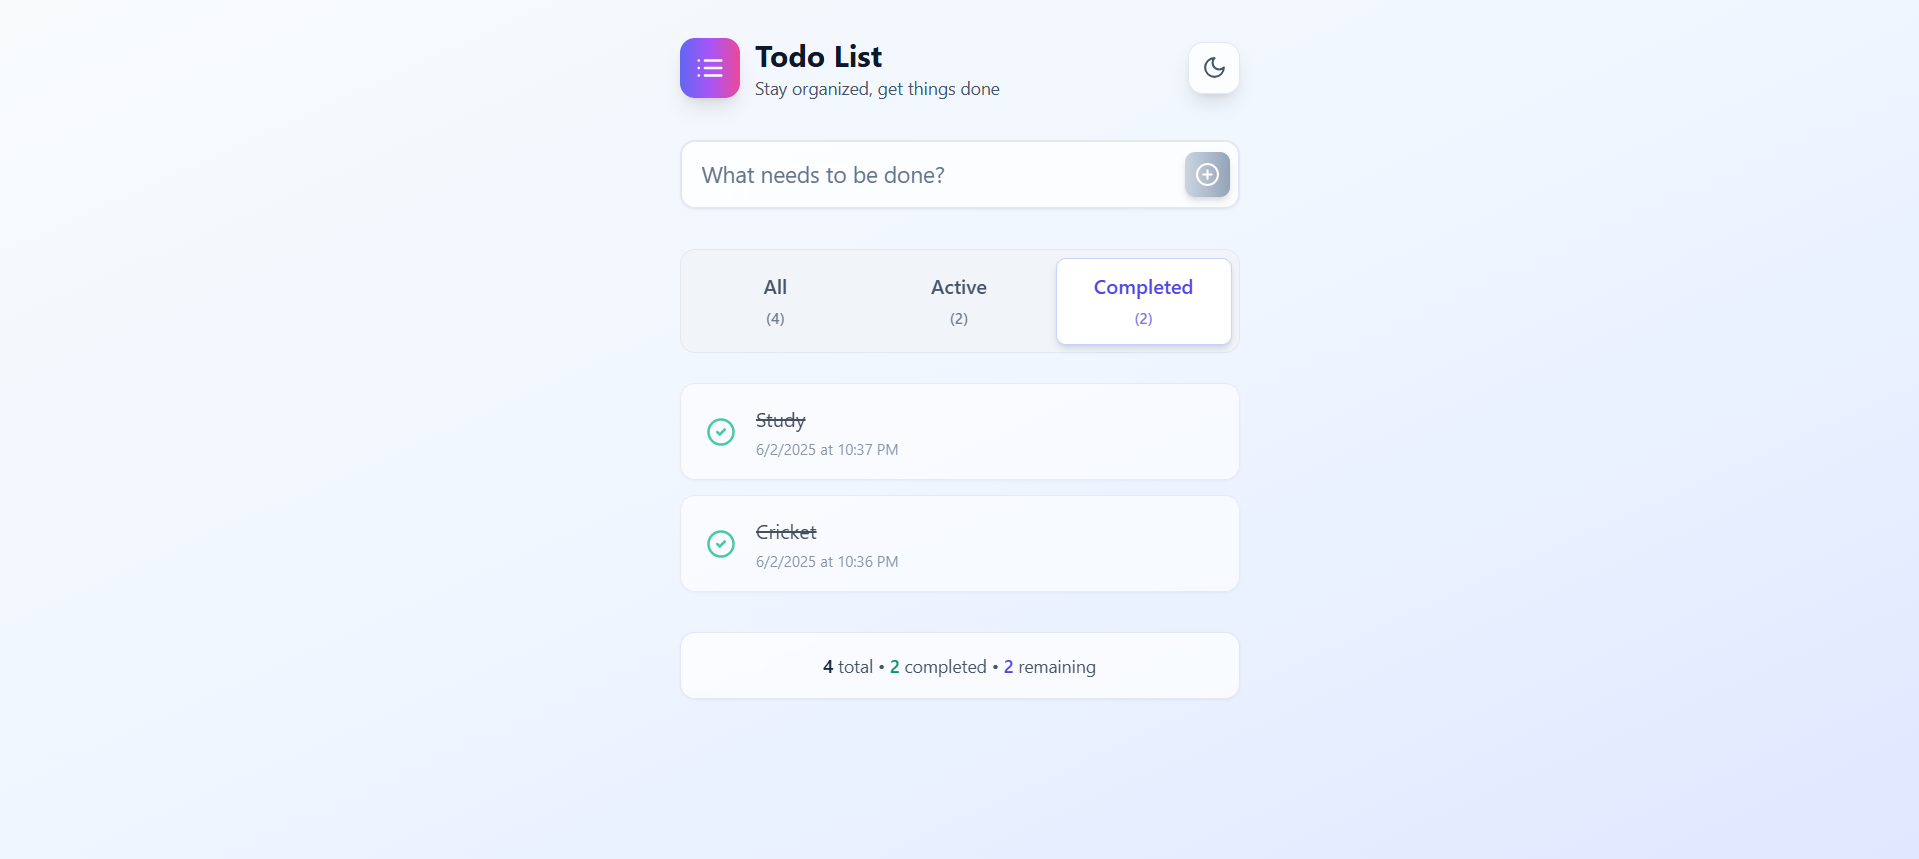 Todo List
Stay organized, get things done
What needs to be done?
All
(4)
Active
(2)
Completed
(2)
Study
6/2/2025 at 10:37 PM
Cricket
6/2/2025 at 10:36 PM
4 total • 2 completed • 2 remaining